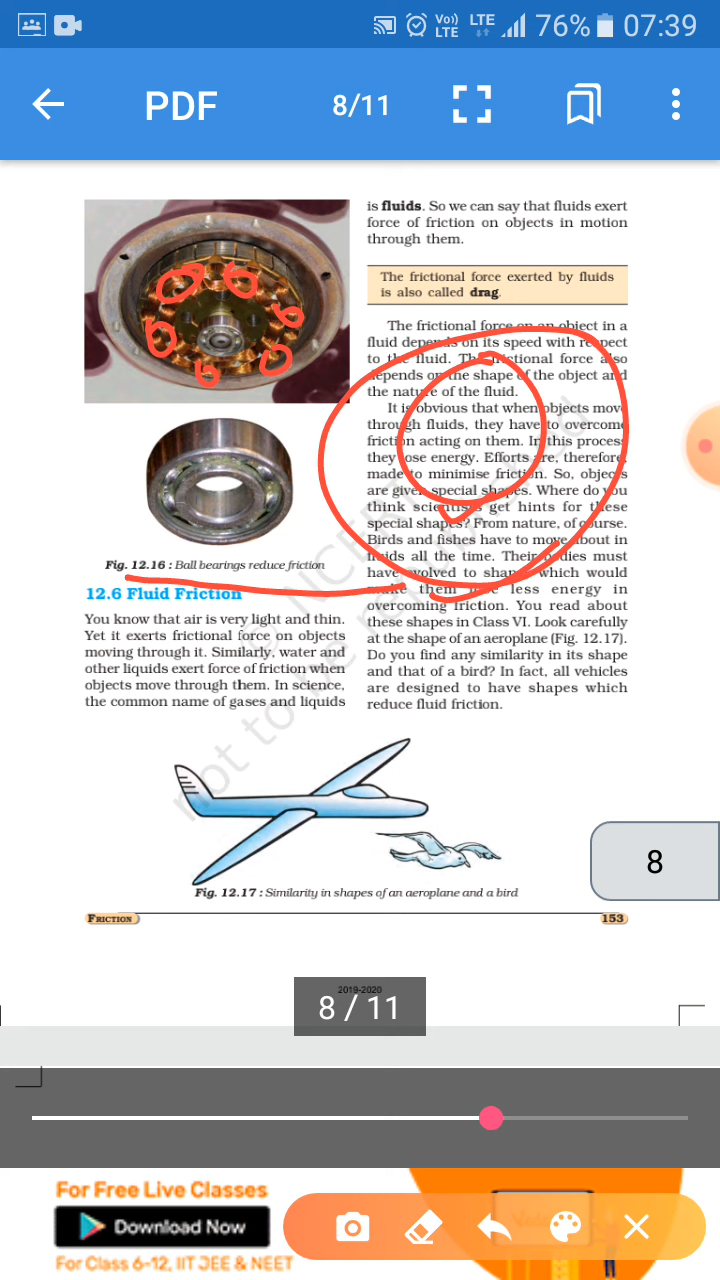 Vo)) LTE
LTE
76%
07:39
PDF
8/11
is fluids. So we can say that fluids exert
force of friction on objects in motion
through them.
The frictional force exerted by fluids
is also called drag.
The frictional force on an object in a
fluid depends on its speed with respect
to the fluid. The frictional force also
depends on the shape of the object and
the nature of the fluid.
It is obvious that when objects move
through fluids, they have to overcome
friction acting on them. In this process
they lose energy. Efforts are, therefore,
made to minimise friction. So, objects
are given special shapes. Where do you
think scientists get hints for these
special shapes? From nature, of course.
Birds and fishes have to move about in
fluids all the time. Their bodies must
have evolved to shapes which would
make them lose less energy in
overcoming friction. You read about
these shapes in Class VI. Look carefully
at the shape of an aeroplane (Fig. 12.17).
Do you find any similarity in its shape
and that of a bird? In fact, all vehicles
are designed to have shapes which
reduce fluid friction.
Fig. 12.16 : Ball bearings reduce friction
12.6 Fluid Friction
You know that air is very light and thin.
Yet it exerts frictional force on objects
moving through it. Similarly, water and
other liquids exert force of friction when
objects move through them. In science,
the common name of gases and liquids
© NCERT
not to be republished
Fig. 12.17 : Similarity in shapes of an aeroplane and a bird
FRICTION
153
8
2019-2020
8 / 11
For Free Live Classes
Download Now
For Class 6-12, IIT JEE & NEET